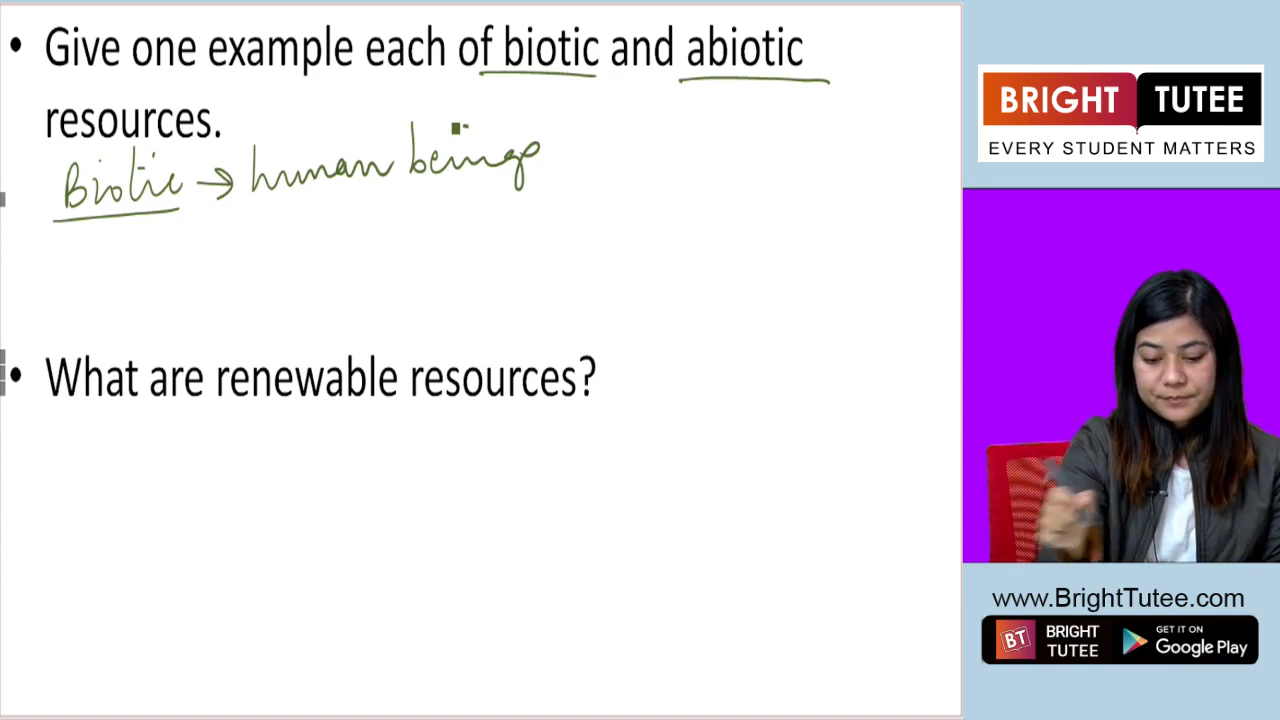 • Give one example each of biotic and abiotic
resources.
Biotic → human beings
• What are renewable resources?
BRIGHT TUTEE
EVERY STUDENT MATTERS
www.BrightTutee.com
BT
BRIGHT
TUTEE
GET IT ON
Google Play